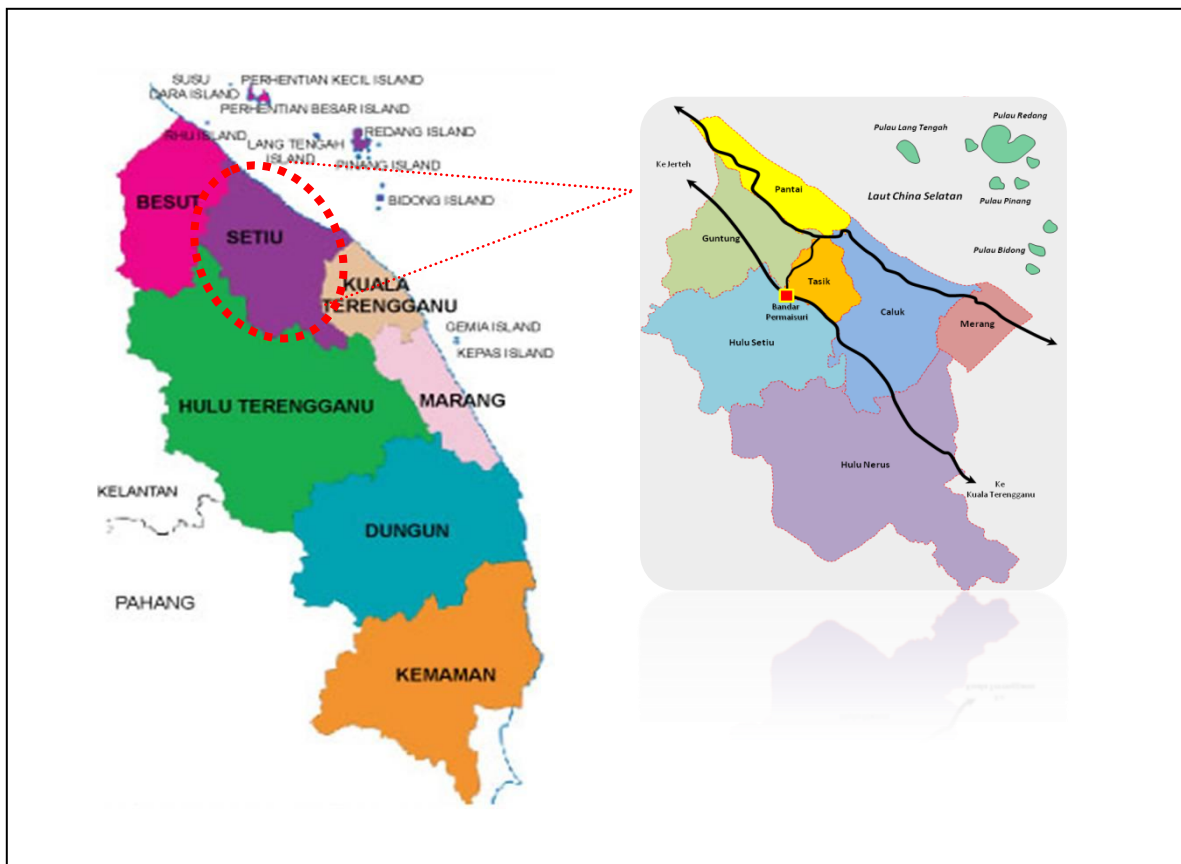 SUSU
DARA ISLAND
PERHENTIAN KECIL ISLAND
PERHENTIAN BESAR ISLAND
RHU ISLAND
LANG TENGAH
ISLAND
REDANG ISLAND
PINANG ISLAND
BIDONG ISLAND
BESUT
SETIU
KUALA
TERENGGANU
GEMIA ISLAND
KEPAS ISLAND
HULU TERENGGANU
MARANG
KELANTAN
DUNGUN
PAHANG
KEMAMAN
Pulau Lang Tengah
Pulau Redang
Ke Jerteh
Pantai
Laut China Selatan
Pulau Pinang
Guntung
Pulau Bidong
Tasik
Bandar
Permaisuri
Caluk
Merang
Hulu Setiu
Hulu Nerus
Ke
Kuala Terengganu